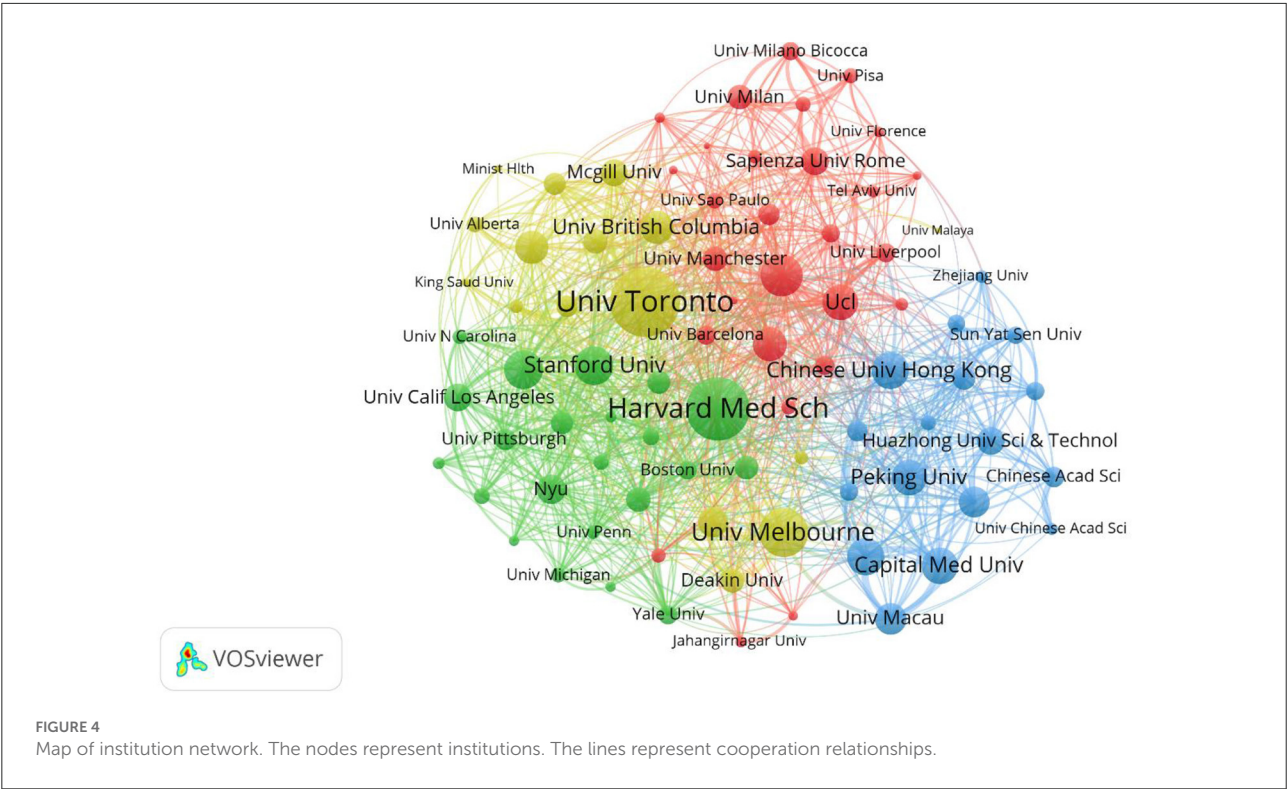 Univ Milano Bicocca
Univ Pisa
Univ Milan
Univ Florence
Sapienza Univ Rome
Minist Hlth
Mcgill Univ
Tel Aviv Univ
Univ Sao Paulo
Univ Alberta
Univ British Columbia
Univ Malaya
Univ Manchester
Univ Liverpool
Zhejiang Univ
King Saud Univ
Univ Toronto
Ucl
Univ N Carolina
Univ Barcelona
Sun Yat Sen Univ
Stanford Univ
Chinese Univ Hong Kong
Univ Calif Los Angeles
Harvard Med Sch
Univ Pittsburgh
Huazhong Univ Sci & Technol
Boston Univ
Peking Univ
Chinese Acad Sci
Nyu
Univ Penn
Univ Melbourne
Univ Chinese Acad Sci
Capital Med Univ
Univ Michigan
Deakin Univ
Yale Univ
Univ Macau
Jahangirnagar Univ
VOSviewer
FIGURE 4
Map of institution network. The nodes represent institutions. The lines represent cooperation relationships.